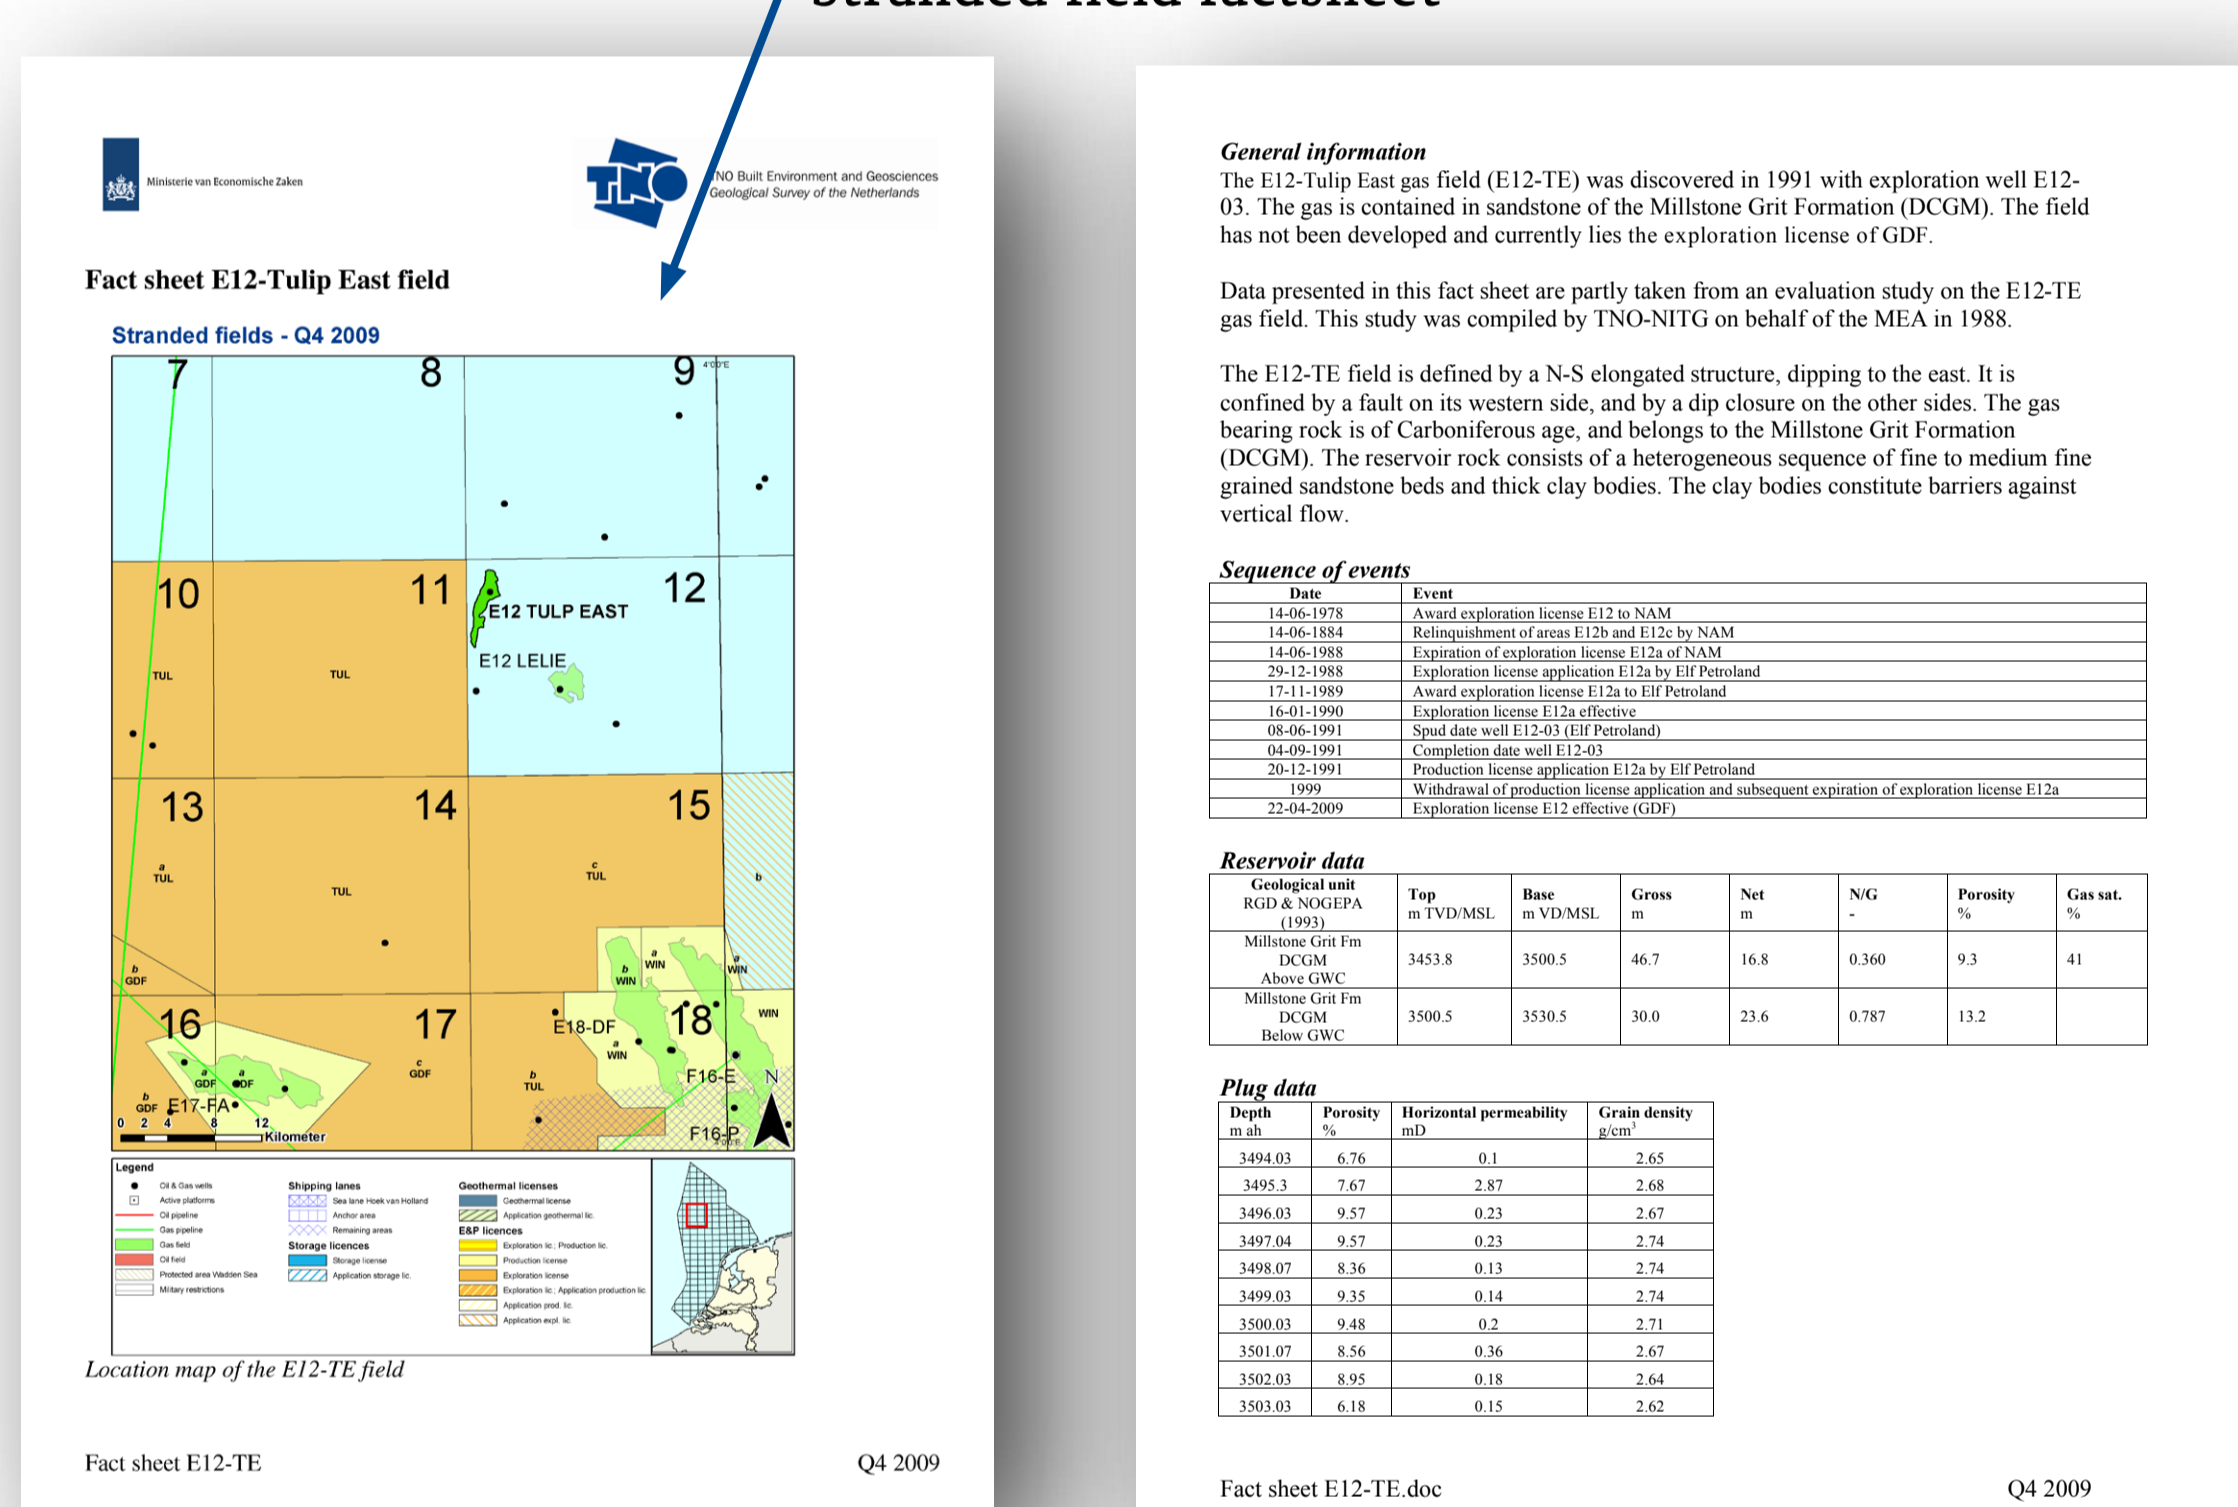 Stranded field factsheet
Ministerie van Economische Zaken
TNO
NO Built Environment and Geosciences
Geological Survey of the Netherlands
Fact sheet E12-Tulip East field
Stranded fields - Q4 2009
7 8 9 4°00'E
10 11 12
E12 TULP EAST
E12 LELIE
TUL TUL
13 14 15
a TUL
TUL
c TUL
b
b GDF
b WIN
a WIN
a WIN
16 17 18
E18-DF
WIN
a WIN
a GDF
a DF
c GDF
b TUL
F16-E
N
b GDF
E17-FA
F16-P
0 2 4 8 12
Kilometer
Legend
Oil & Gas wells
Active platforms
Oil pipeline
Gas pipeline
Gas field
Oil field
Protected area Wadden Sea
Military restrictions
Shipping lanes
Sea lane Hoek van Holland
Anchor area
Remaining areas
Storage licences
Storage license
Application storage lic.
Geothermal licenses
Geothermal license
Application geothermal lic.
E&P licences
Exploration lic.; Production lic.
Production license
Exploration license
Exploration lic.; Application production lic.
Application prod. lic.
Application expl. lic.
Location map of the E12-TE field
Fact sheet E12-TE Q4 2009
General information
The E12-Tulip East gas field (E12-TE) was discovered in 1991 with exploration well E12-
03. The gas is contained in sandstone of the Millstone Grit Formation (DCGM). The field
has not been developed and currently lies the exploration license of GDF.
Data presented in this fact sheet are partly taken from an evaluation study on the E12-TE
gas field. This study was compiled by TNO-NITG on behalf of the MEA in 1988.
The E12-TE field is defined by a N-S elongated structure, dipping to the east. It is
confined by a fault on its western side, and by a dip closure on the other sides. The gas
bearing rock is of Carboniferous age, and belongs to the Millstone Grit Formation
(DCGM). The reservoir rock consists of a heterogeneous sequence of fine to medium fine
grained sandstone beds and thick clay bodies. The clay bodies constitute barriers against
vertical flow.
Sequence of events
Date Event
14-06-1978 Award exploration license E12 to NAM
14-06-1884 Relinquishment of areas E12b and E12c by NAM
14-06-1988 Expiration of exploration license E12a of NAM
29-12-1988 Exploration license application E12a by Elf Petroland
17-11-1989 Award exploration license E12a to Elf Petroland
16-01-1990 Exploration license E12a effective
08-06-1991 Spud date well E12-03 (Elf Petroland)
04-09-1991 Completion date well E12-03
20-12-1991 Production license application E12a by Elf Petroland
1999 Withdrawal of production license application and subsequent expiration of exploration license E12a
22-04-2009 Exploration license E12 effective (GDF)
Reservoir data
Geological unit Top Base Gross Net N/G Porosity Gas sat.
RGD & NOGEPA m TVD/MSL m VD/MSL m m - % %
(1993)
Millstone Grit Fm
DCGM 3453.8 3500.5 46.7 16.8 0.360 9.3 41
Above GWC
Millstone Grit Fm
DCGM 3500.5 3530.5 30.0 23.6 0.787 13.2
Below GWC
Plug data
Depth Porosity Horizontal permeability Grain density
m ah % mD g/cm³
3494.03 6.76 0.1 2.65
3495.3 7.67 2.87 2.68
3496.03 9.57 0.23 2.67
3497.04 9.57 0.23 2.74
3498.07 8.36 0.13 2.74
3499.03 9.35 0.14 2.74
3500.03 9.48 0.2 2.71
3501.07 8.56 0.36 2.67
3502.03 8.95 0.18 2.64
3503.03 6.18 0.15 2.62
Fact sheet E12-TE.doc Q4 2009